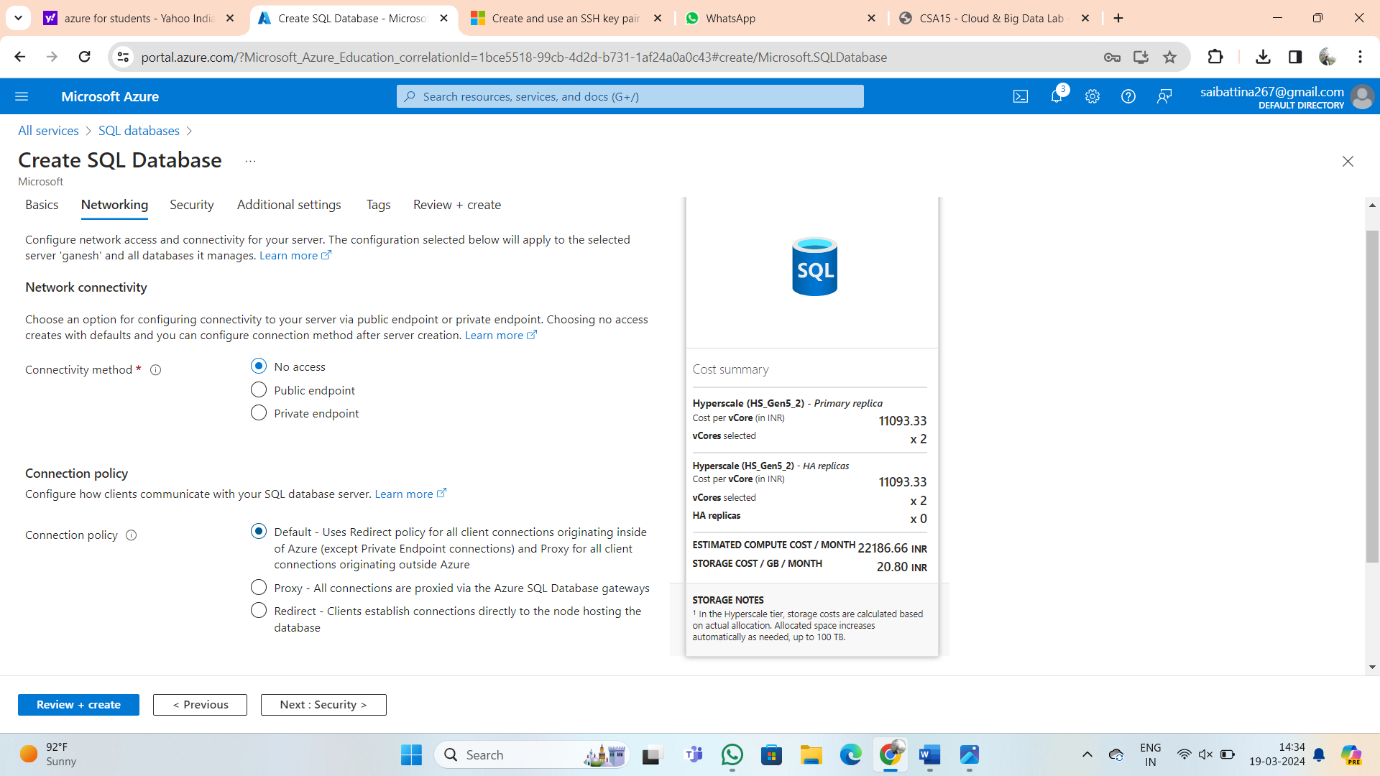 azure for students - Yahoo India
Create SQL Database - Microsoft
Create and use an SSH key pair
WhatsApp
CSA15 - Cloud & Big Data Lab
portal.azure.com/?Microsoft_Azure_Education_correlationId=1bce5518-99cb-4d2d-b731-1af24a0a0c43#create/Microsoft.SQLDatabase
Microsoft Azure
Search resources, services, and docs (G+/)
3
saibattina267@gmail.com
DEFAULT DIRECTORY
All services > SQL databases >
Create SQL Database ...
Microsoft
Basics Networking Security Additional settings Tags Review + create
Configure network access and connectivity for your server. The configuration selected below will apply to the selected
server 'ganesh' and all databases it manages. Learn more
Network connectivity
Choose an option for configuring connectivity to your server via public endpoint or private endpoint. Choosing no access
creates with defaults and you can configure connection method after server creation. Learn more
Connectivity method *
No access
Public endpoint
Private endpoint
Connection policy
Configure how clients communicate with your SQL database server. Learn more
Connection policy
Default - Uses Redirect policy for all client connections originating inside
of Azure (except Private Endpoint connections) and Proxy for all client
connections originating outside Azure
Proxy - All connections are proxied via the Azure SQL Database gateways
Redirect - Clients establish connections directly to the node hosting the
database
SQL
Cost summary
Hyperscale (HS_Gen5_2) - Primary replica
Cost per vCore (in INR) 11093.33
vCores selected x 2
Hyperscale (HS_Gen5_2) - HA replicas
Cost per vCore (in INR) 11093.33
vCores selected x 2
HA replicas x 0
ESTIMATED COMPUTE COST / MONTH 22186.66 INR
STORAGE COST / GB / MONTH 20.80 INR
STORAGE NOTES
1 In the Hyperscale tier, storage costs are calculated based
on actual allocation. Allocated space increases
automatically as needed, up to 100 TB.
Review + create
< Previous
Next : Security >
92°F
Sunny
Search
ENG
IN
14:34
19-03-2024
PRE